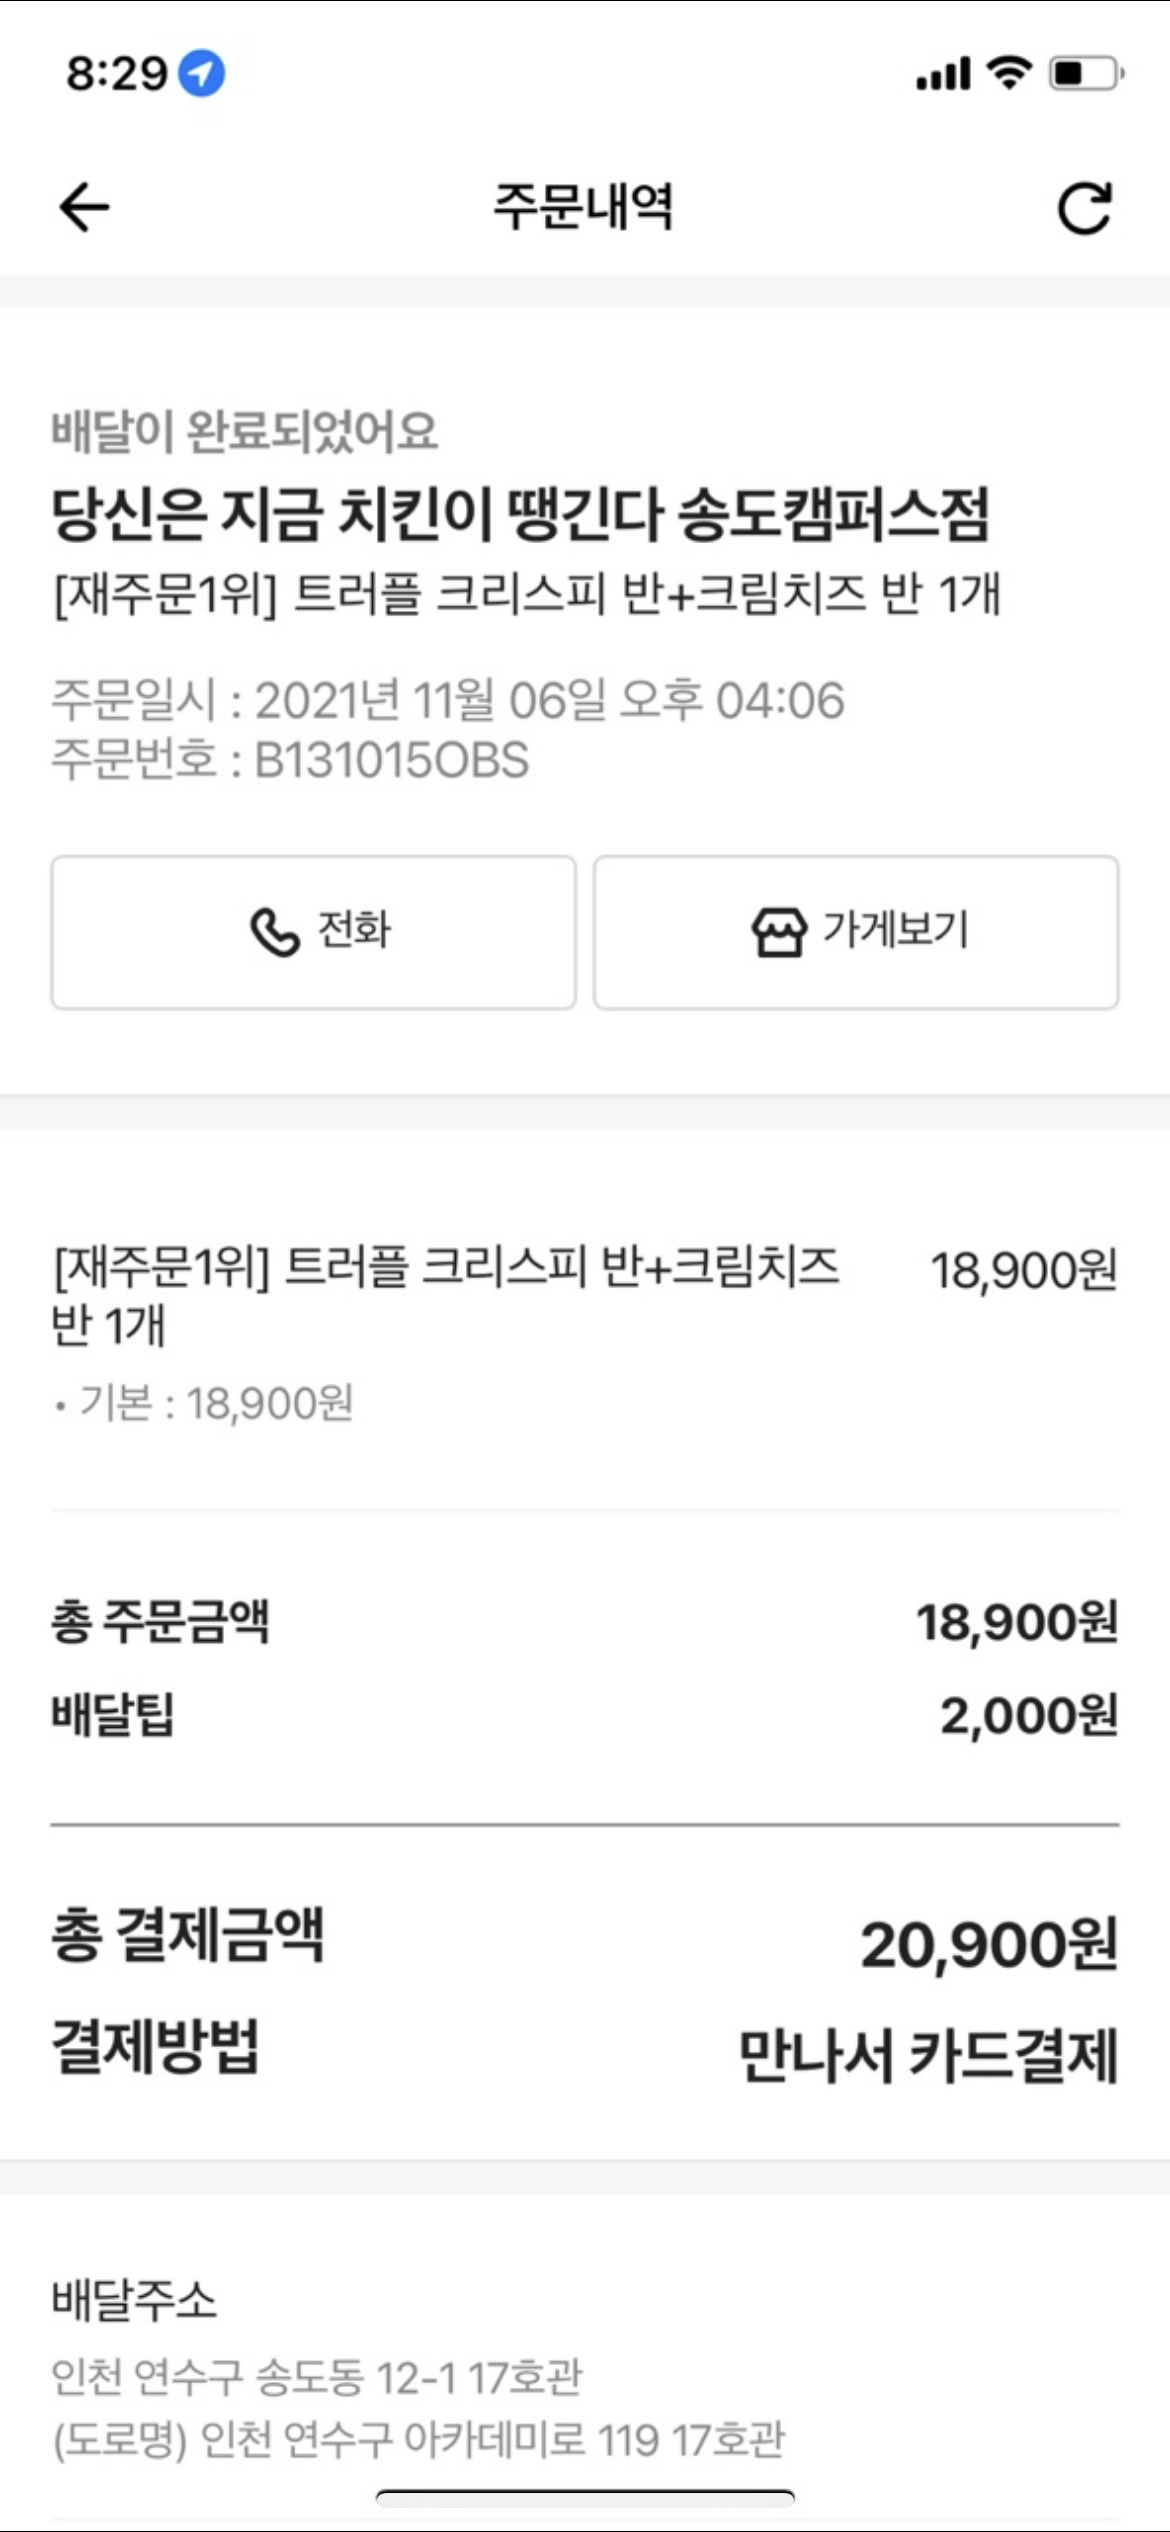 8:29
주문내역
배달이 완료되었어요
당신은 지금 치킨이 땡긴다 송도캠퍼스점
[재주문1위] 트러플 크리스피 반+크림치즈 반 1개
주문일시 : 2021년 11월 06일 오후 04:06
주문번호 : B131015OBS
전화 가게보기
[재주문1위] 트러플 크리스피 반+크림치즈 18,900원
반 1개
• 기본 : 18,900원
총 주문금액 18,900원
배달팁 2,000원
총 결제금액 20,900원
결제방법 만나서 카드결제
배달주소
인천 연수구 송도동 12-1 17호관
(도로명) 인천 연수구 아카데미로 119 17호관